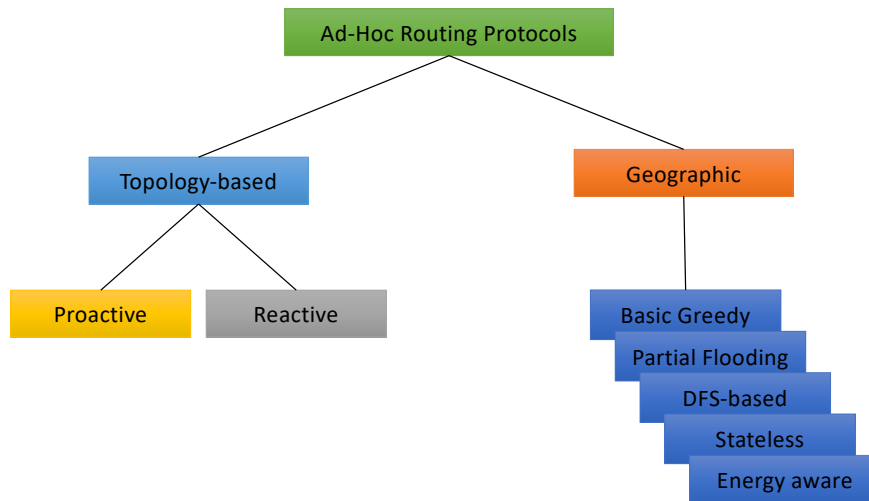 Ad-Hoc Routing Protocols
Topology-based
Geographic
Proactive
Reactive
Basic Greedy
Partial Flooding
DFS-based
Stateless
Energy aware